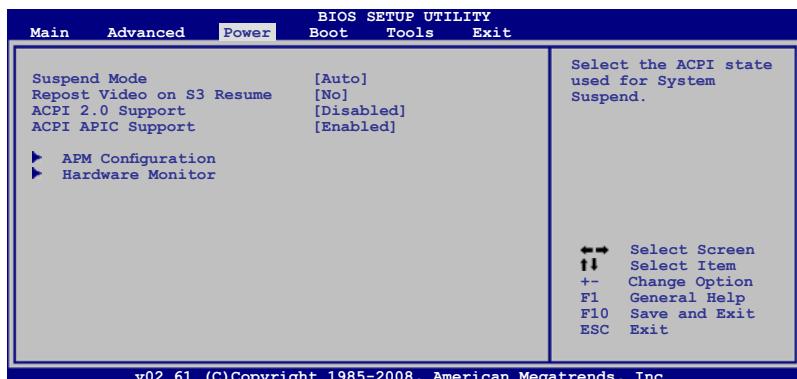 BIOS SETUP UTILITY
Main Advanced Power Boot Tools Exit
Suspend Mode [Auto]
Repost Video on S3 Resume [No]
ACPI 2.0 Support [Disabled]
ACPI APIC Support [Enabled]
APM Configuration
Hardware Monitor
Select the ACPI state
used for System
Suspend.
Select Screen
Select Item
+- Change Option
F1 General Help
F10 Save and Exit
ESC Exit
v02.61 (C)Copyright 1985-2008, American Megatrends, Inc.